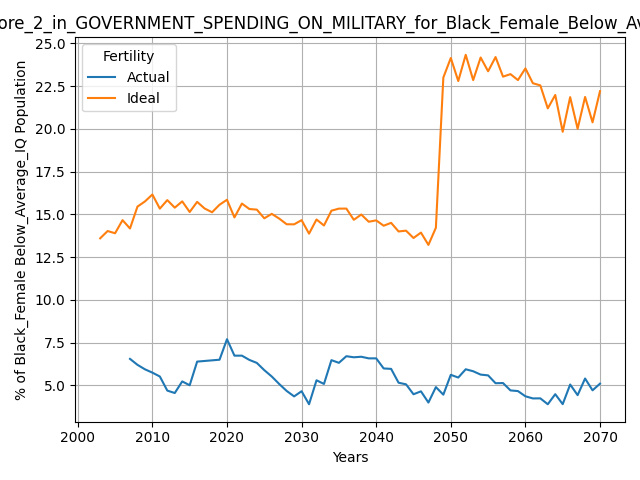 ore_2_in_GOVERNMENT_SPENDING_ON_MILITARY_for_Black_Female_Below_Av
Fertility
Actual
Ideal
% of Black_Female Below_Average_IQ Population
25.0
22.5
20.0
17.5
15.0
12.5
10.0
7.5
5.0
2000 2010 2020 2030 2040 2050 2060 2070
Years